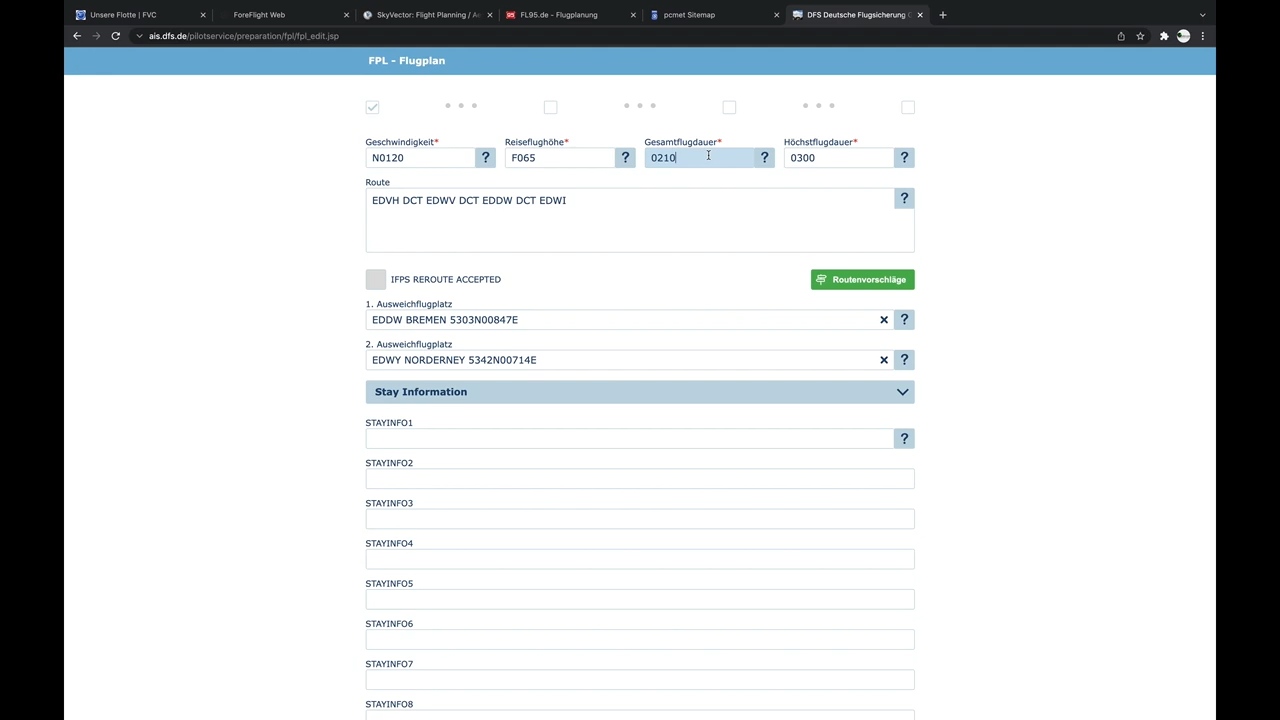 Unsere Flotte | FVC
ForeFlight Web
SkyVector: Flight Planning / Ae
FL95.de - Flugplanung
pcmet Sitemap
DFS Deutsche Flugsicherung G
ais.dfs.de/pilotservice/preparation/fpl/fpl_edit.jsp
FPL - Flugplan
Geschwindigkeit* Reiseflughöhe* Gesamtflugdauer* Höchstflugdauer*
N0120 ? F065 ? 0210 ? 0300 ?
Route
EDVH DCT EDWV DCT EDDW DCT EDWI ?
IFPS REROUTE ACCEPTED Routenvorschläge
1. Ausweichflugplatz
EDDW BREMEN 5303N00847E ?
2. Ausweichflugplatz
EDWY NORDERNEY 5342N00714E ?
Stay Information
STAYINFO1
?
STAYINFO2
STAYINFO3
STAYINFO4
STAYINFO5
STAYINFO6
STAYINFO7
STAYINFO8